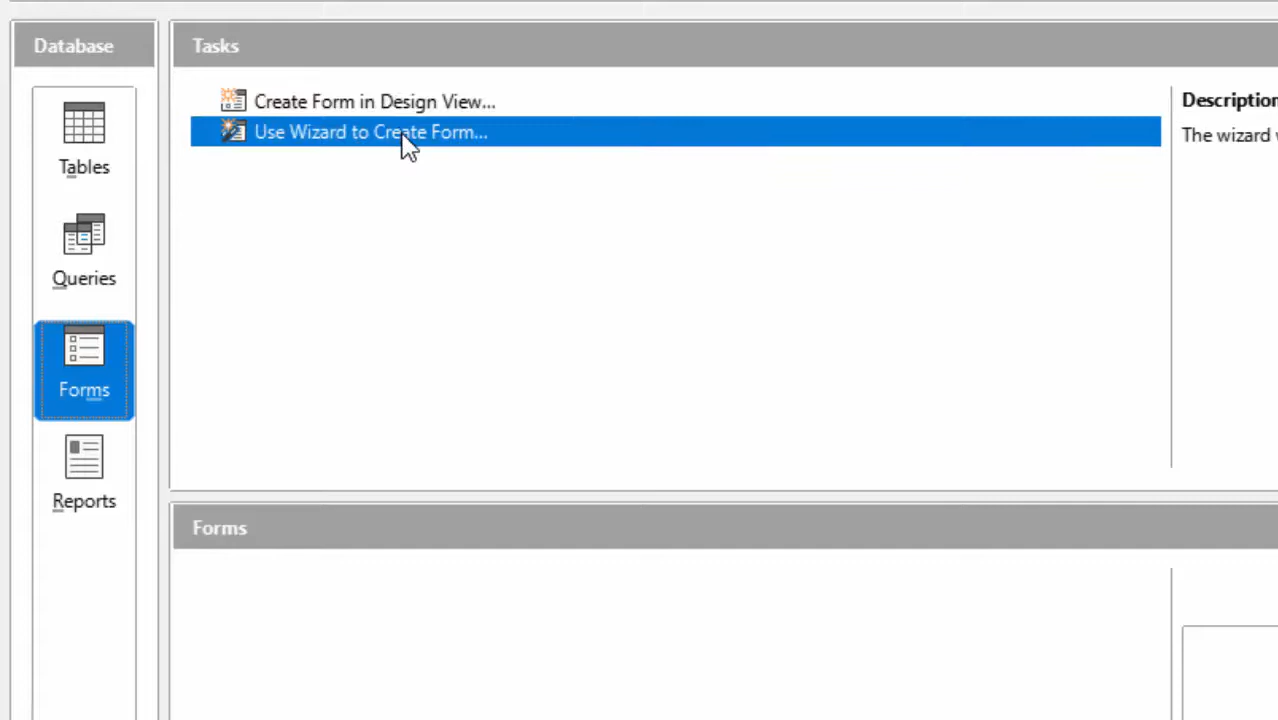 Database
Tables
Queries
Forms
Reports
Tasks
Create Form in Design View...
Use Wizard to Create Form...
Description
The wizard
Forms